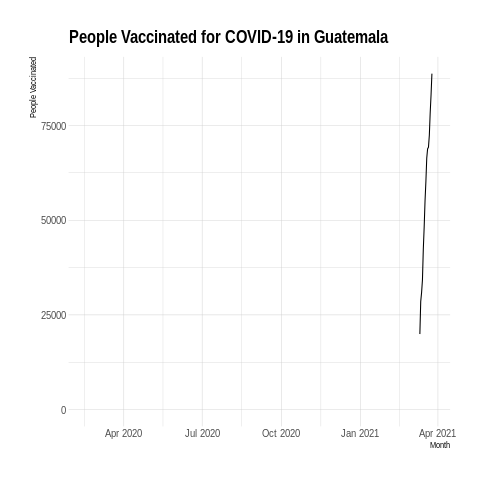 People Vaccinated for COVID-19 in Guatemala
People Vaccinated
75000
50000
25000
0
Apr 2020 Jul 2020 Oct 2020 Jan 2021 Apr 2021
Month